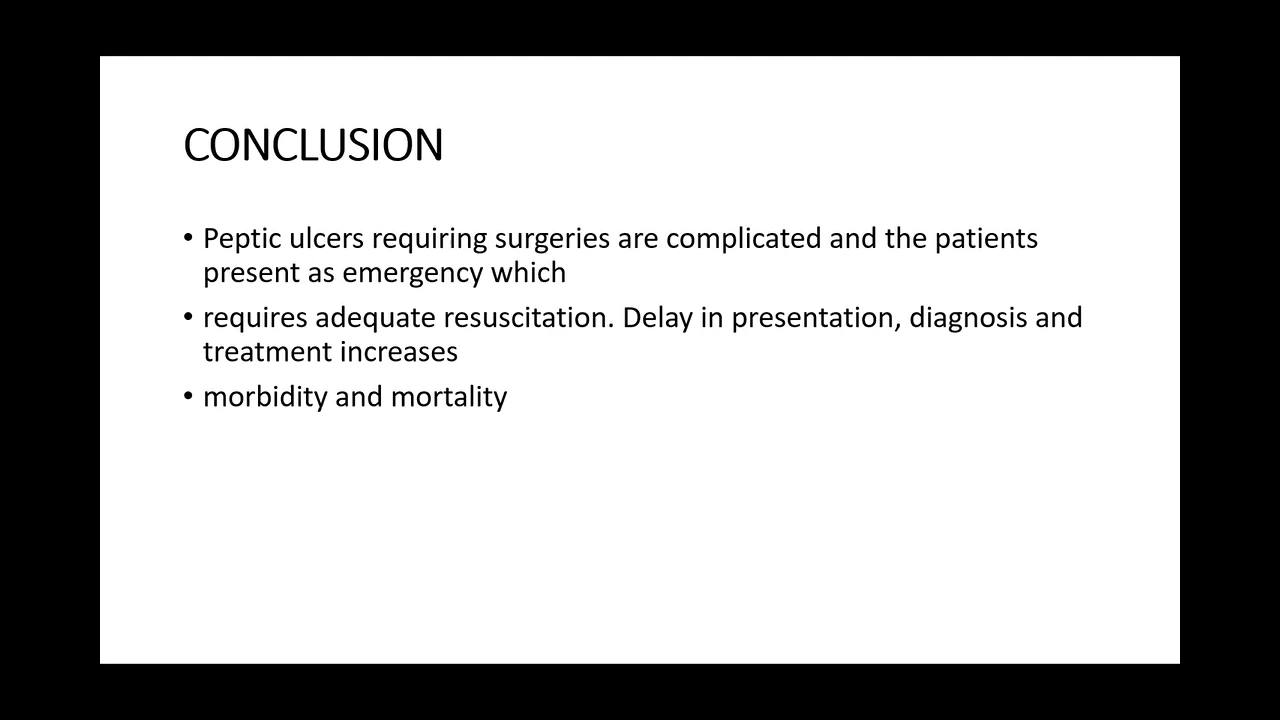 CONCLUSION
• Peptic ulcers requiring surgeries are complicated and the patients
present as emergency which
• requires adequate resuscitation. Delay in presentation, diagnosis and
treatment increases
• morbidity and mortality